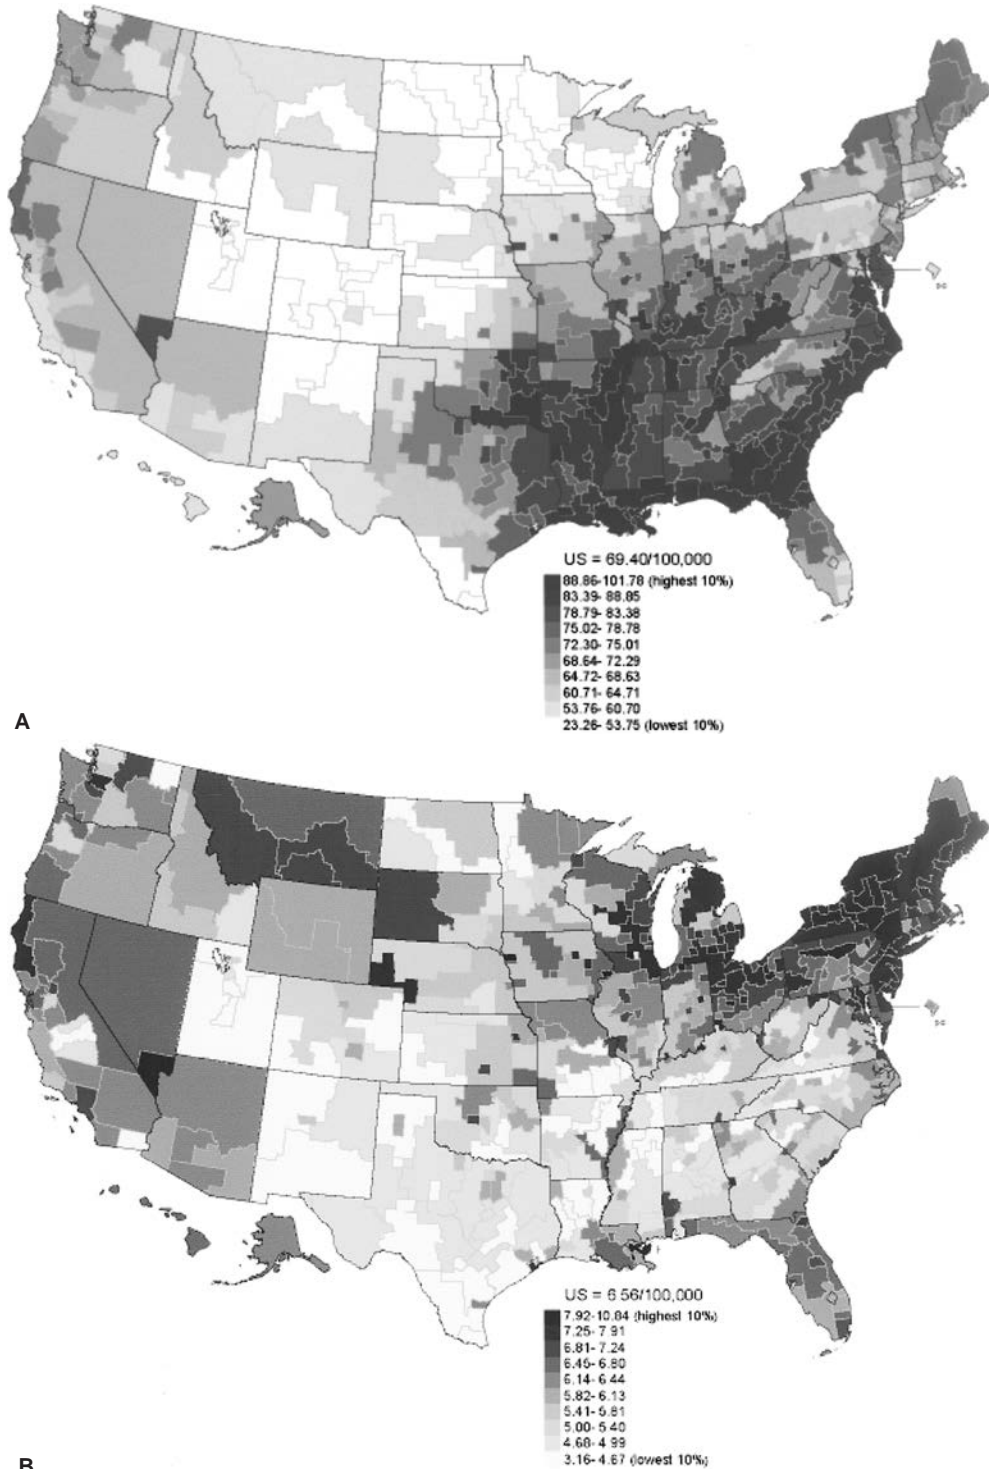 US = 69.40/100,000
88.86-101.78 (highest 10%)
83.39- 88.85
78.79- 83.38
75.02- 78.78
72.30- 75.01
68.64- 72.29
64.72- 68.63
60.71- 64.71
53.76- 60.70
23.26- 53.75 (lowest 10%)
A
US = 6.56/100,000
7.92-10.84 (highest 10%)
7.25- 7.91
6.81- 7.24
6.45- 6.80
6.14- 6.44
5.82- 6.13
5.41- 5.81
5.00- 5.40
4.68- 4.99
3.16- 4.67 (lowest 10%)
B